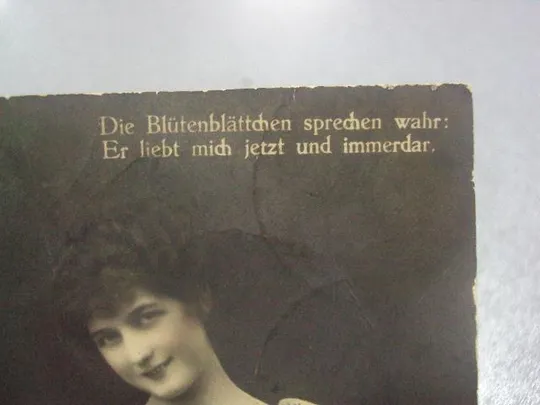 Die Blütenblättchen sprechen wahr:
Er liebt mich jetzt und immerdar.